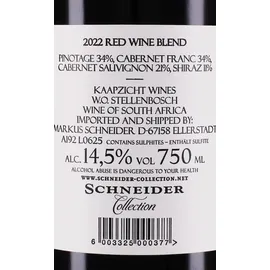 2022 RED WINE BLEND
PINOTAGE 34%, CABERNET FRANC 34%,
CABERNET SAUVIGNON 21%, SHIRAZ 18%
KAAPZICHT WINES
W.O. STELLENBOSCH
WINE OF SOUTH AFRICA
IMPORTED AND SHIPPED BY:
MARKUS SCHNEIDER D-67158 ELLERSTADT
A192 L0625 CONTAINS SULPHITES - ENTHÄLT SULFITE
ALC. 14,5% VOL 750 ML
ALCOHOL ABUSE IS DANGEROUS TO YOUR HEALTH
WWW.SCHNEIDER-COLLECTION.NET
SCHNEIDER
Collection
6 003325 000377 >